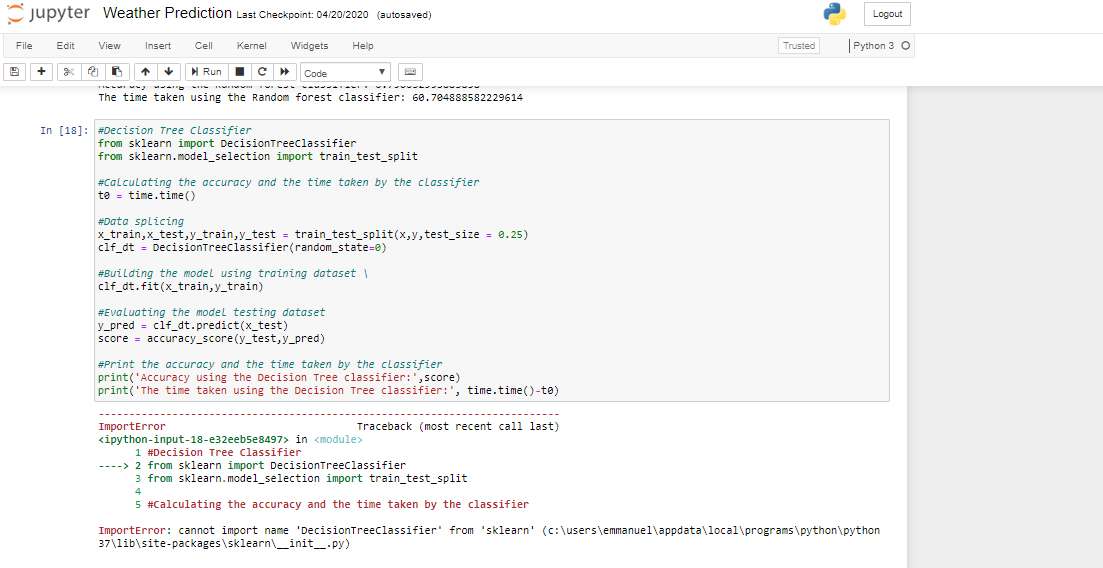 jupyter Weather Prediction Last Checkpoint: 04/20/2020 (autosaved)
Logout
File Edit View Insert Cell Kernel Widgets Help
Trusted Python 3
Run Code
The time taken using the Random forest classifier: 60.704888582229614
In [18]:
#Decision Tree Classifier
from sklearn import DecisionTreeClassifier
from sklearn.model_selection import train_test_split
#Calculating the accuracy and the time taken by the classifier
t0 = time.time()
#Data splicing
x_train,x_test,y_train,y_test = train_test_split(x,y,test_size = 0.25)
clf_dt = DecisionTreeClassifier(random_state=0)
#Building the model using training dataset \
clf_dt.fit(x_train,y_train)
#Evaluating the model testing dataset
y_pred = clf_dt.predict(x_test)
score = accuracy_score(y_test,y_pred)
#Print the accuracy and the time taken by the classifier
print('Accuracy using the Decision Tree classifier:',score)
print('The time taken using the Decision Tree classifier:', time.time()-t0)
---------------------------------------------------------------------------
ImportError Traceback (most recent call last)
<ipython-input-18-e32eeb5e8497> in <module>
1 #Decision Tree Classifier
----> 2 from sklearn import DecisionTreeClassifier
3 from sklearn.model_selection import train_test_split
4
5 #Calculating the accuracy and the time taken by the classifier
ImportError: cannot import name 'DecisionTreeClassifier' from 'sklearn' (c:\users\emmanuel\appdata\local\programs\python\python
37\lib\site-packages\sklearn\__init__.py)